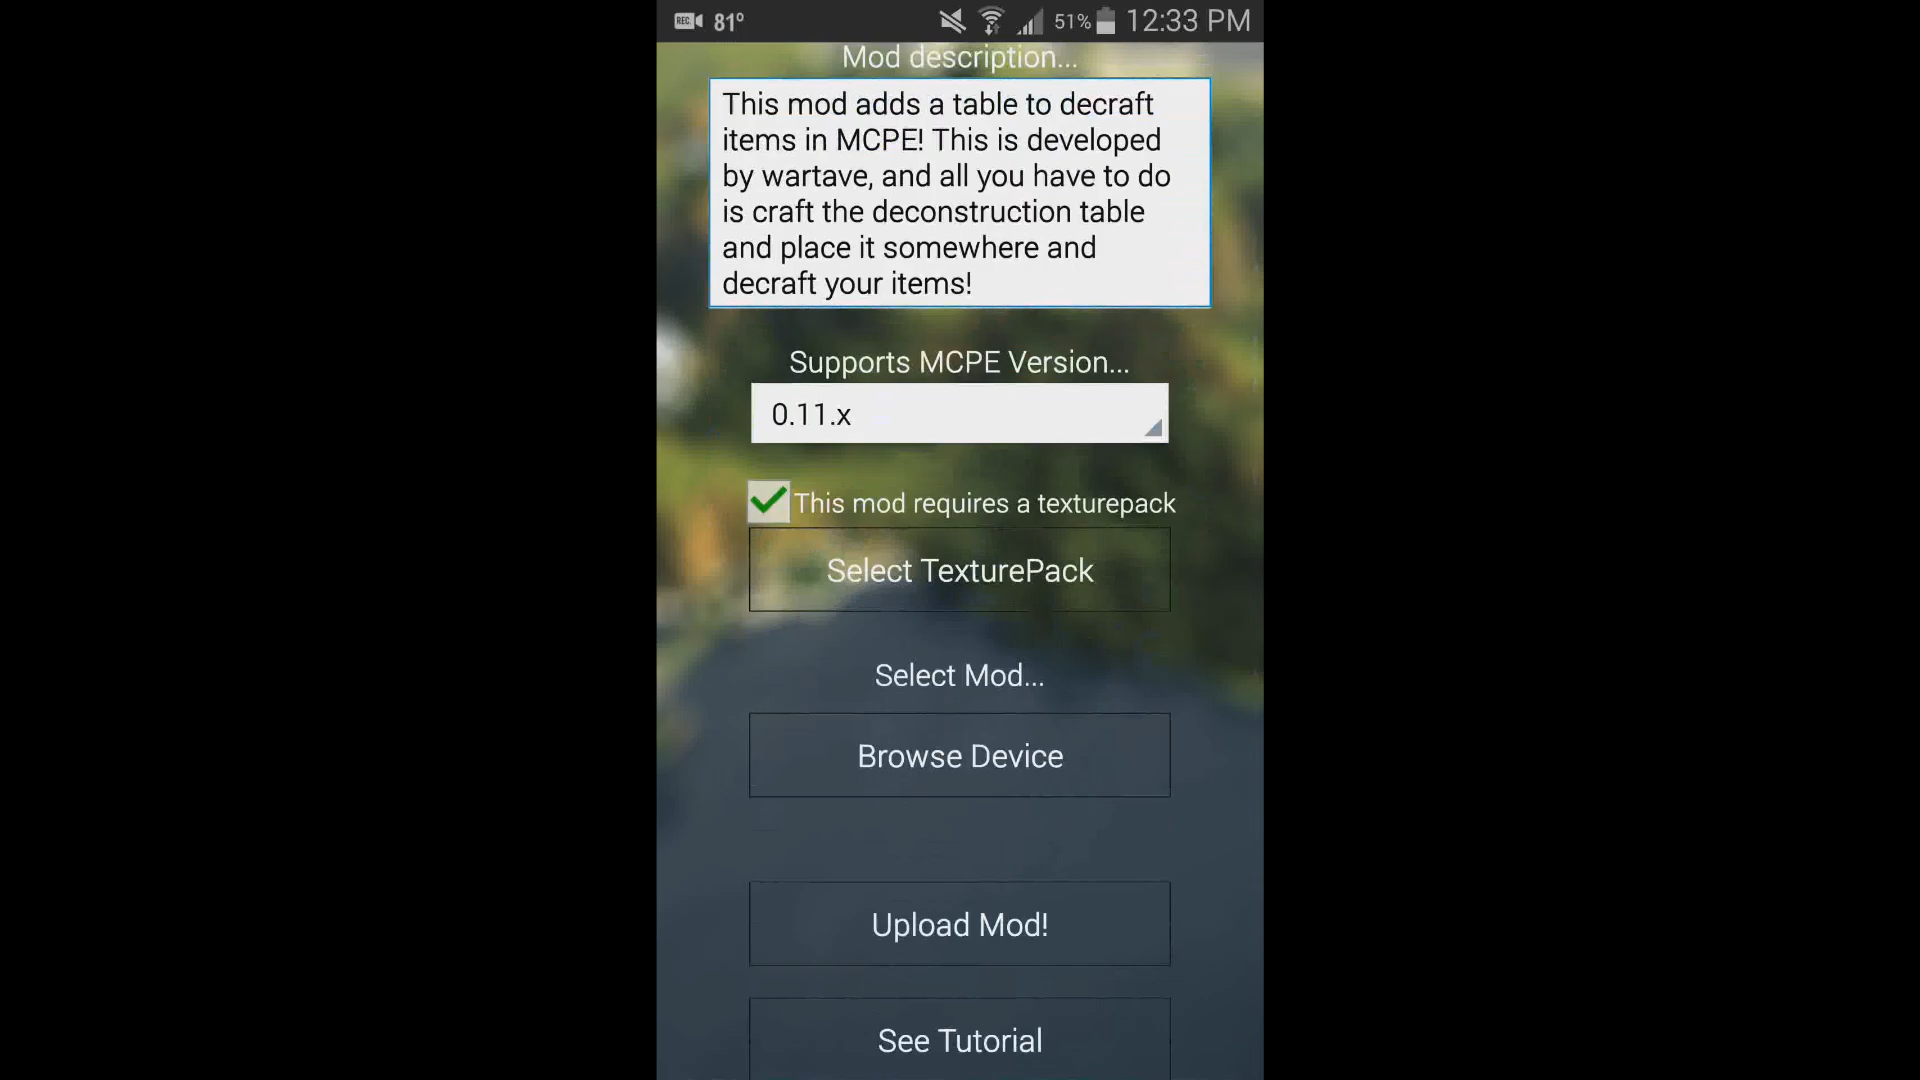 REC 81° 51% 12:33 PM
Mod description...
This mod adds a table to decraft
items in MCPE! This is developed
by wartave, and all you have to do
is craft the deconstruction table
and place it somewhere and
decraft your items!
Supports MCPE Version...
0.11.x
This mod requires a texturepack
Select TexturePack
Select Mod...
Browse Device
Upload Mod!
See Tutorial